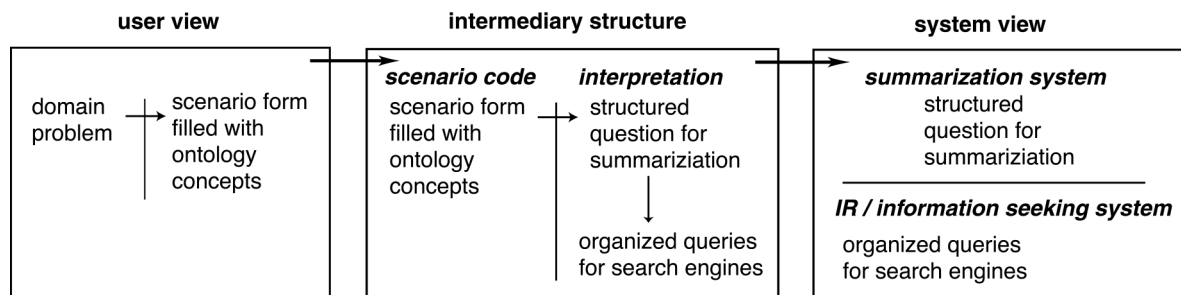 user view
domain
problem
scenario form
filled with
ontology
concepts
intermediary structure
scenario code
scenario form
filled with
ontology
concepts
interpretation
structured
question for
summariziation
organized queries
for search engines
system view
summarization system
structured
question for
summariziation
IR / information seeking system
organized queries
for search engines